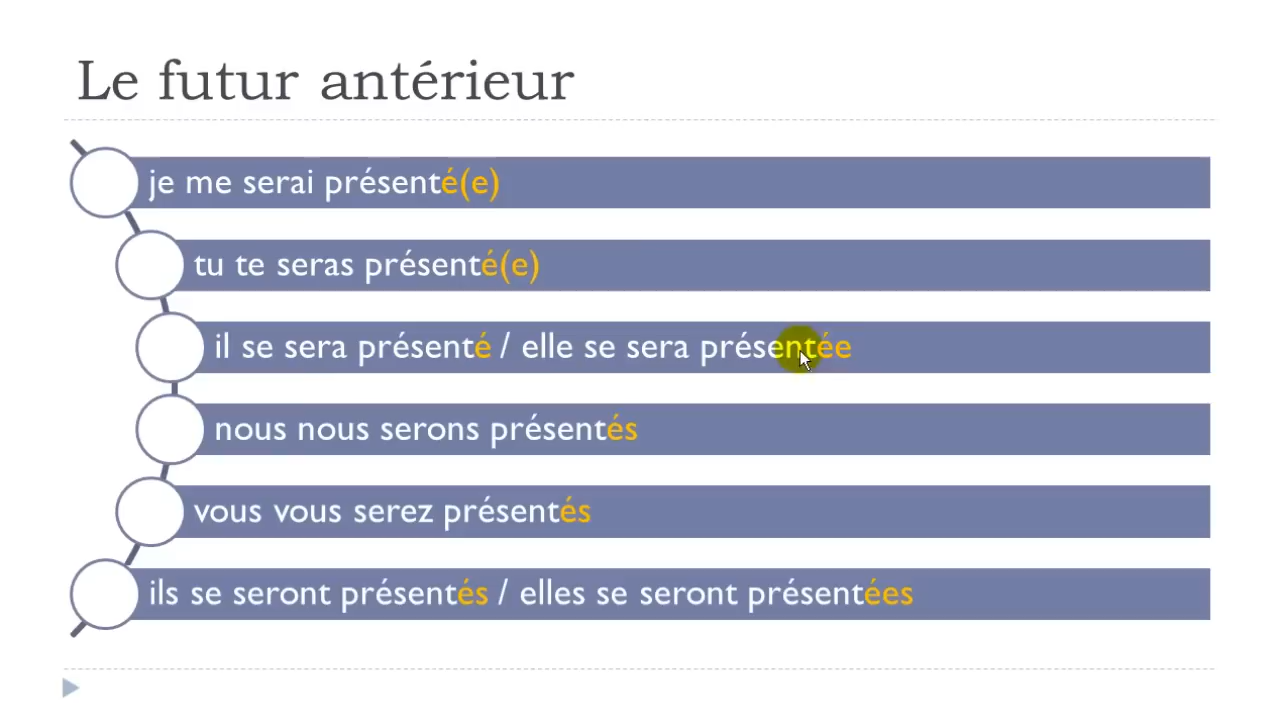 Le futur antérieur
je me serai présenté(e)
tu te seras présenté(e)
il se sera présenté / elle se sera présentée
nous nous serons présentés
vous vous serez présentés
ils se seront présentés / elles se seront présentées